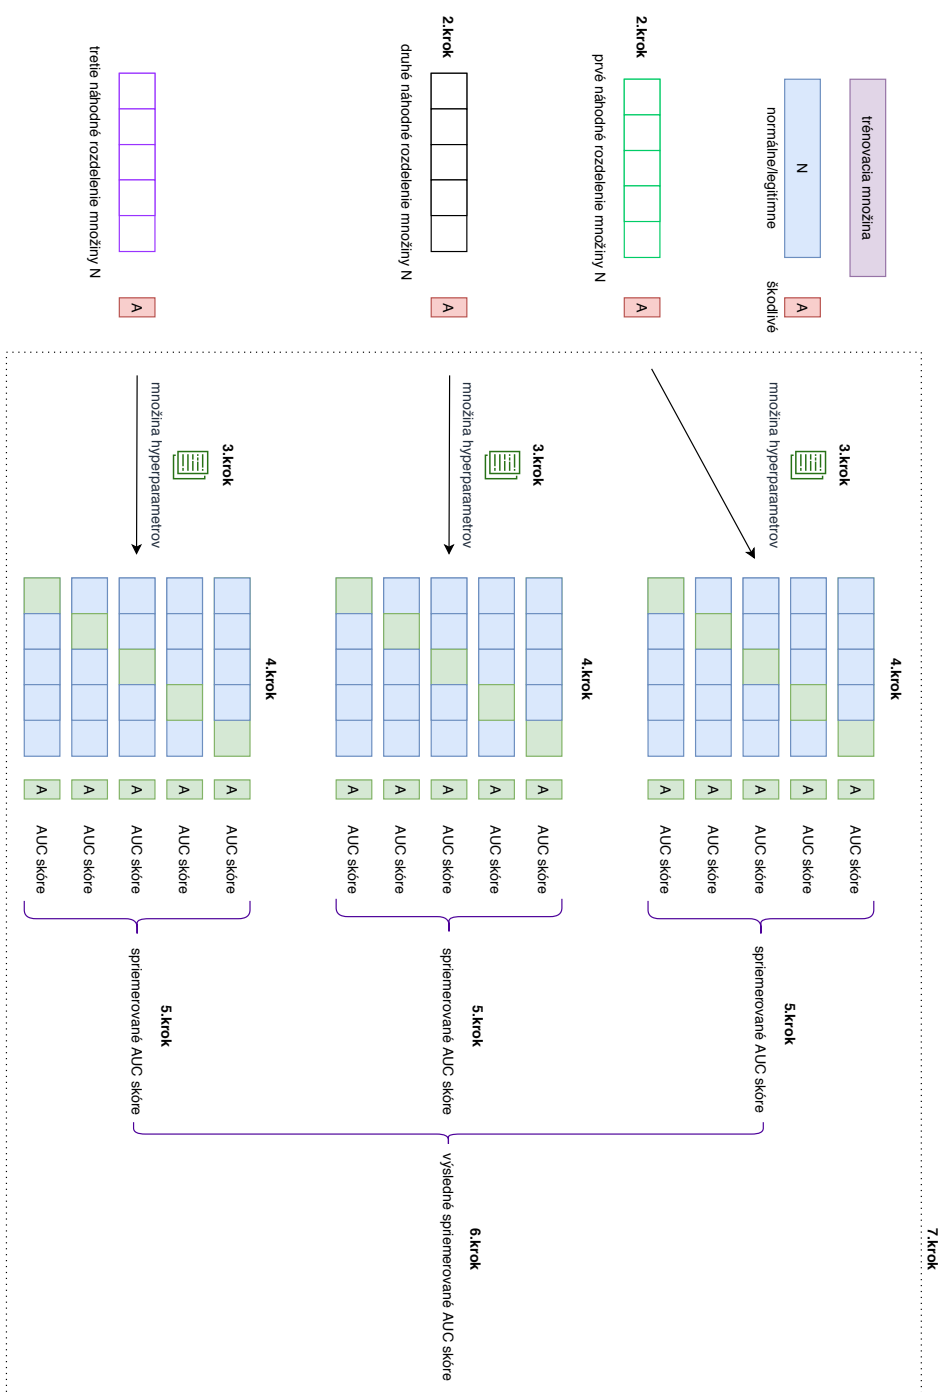 7.krok
trénovacia množina
N
A
normálne/legitímne
škodlivé
2.krok
prvé náhodné rozdelenie množiny N
A
3.krok
množina hyperparametrov
4.krok
A
AUC skóre
A
AUC skóre
A
AUC skóre
A
AUC skóre
A
AUC skóre
5.krok
spriemerované AUC skóre
2.krok
druhé náhodné rozdelenie množiny N
A
3.krok
množina hyperparametrov
4.krok
A
AUC skóre
A
AUC skóre
A
AUC skóre
A
AUC skóre
A
AUC skóre
5.krok
spriemerované AUC skóre
6.krok
výsledné spriemerované AUC skóre
tretie náhodné rozdelenie množiny N
A
3.krok
množina hyperparametrov
4.krok
A
AUC skóre
A
AUC skóre
A
AUC skóre
A
AUC skóre
A
AUC skóre
5.krok
spriemerované AUC skóre